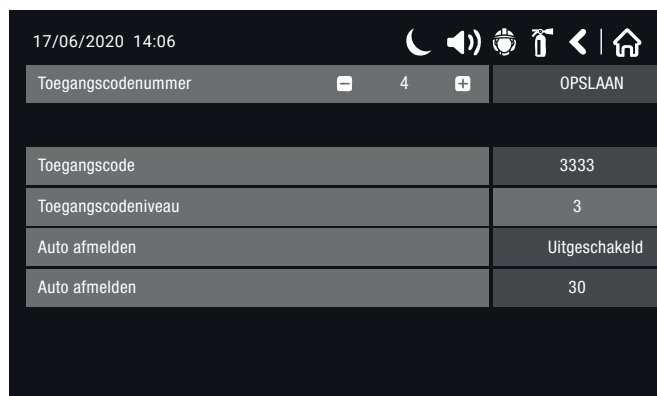 17/06/2020 14:06
Toegangscodenummer 4 OPSLAAN
Toegangscode 3333
Toegangscodeniveau 3
Auto afmelden Uitgeschakeld
Auto afmelden 30